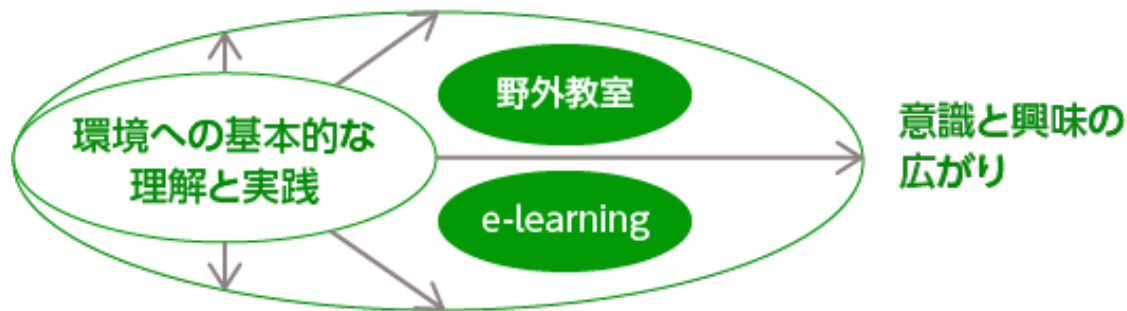 環境への基本的な
理解と実践
野外教室
e-learning
意識と興味の
広がり